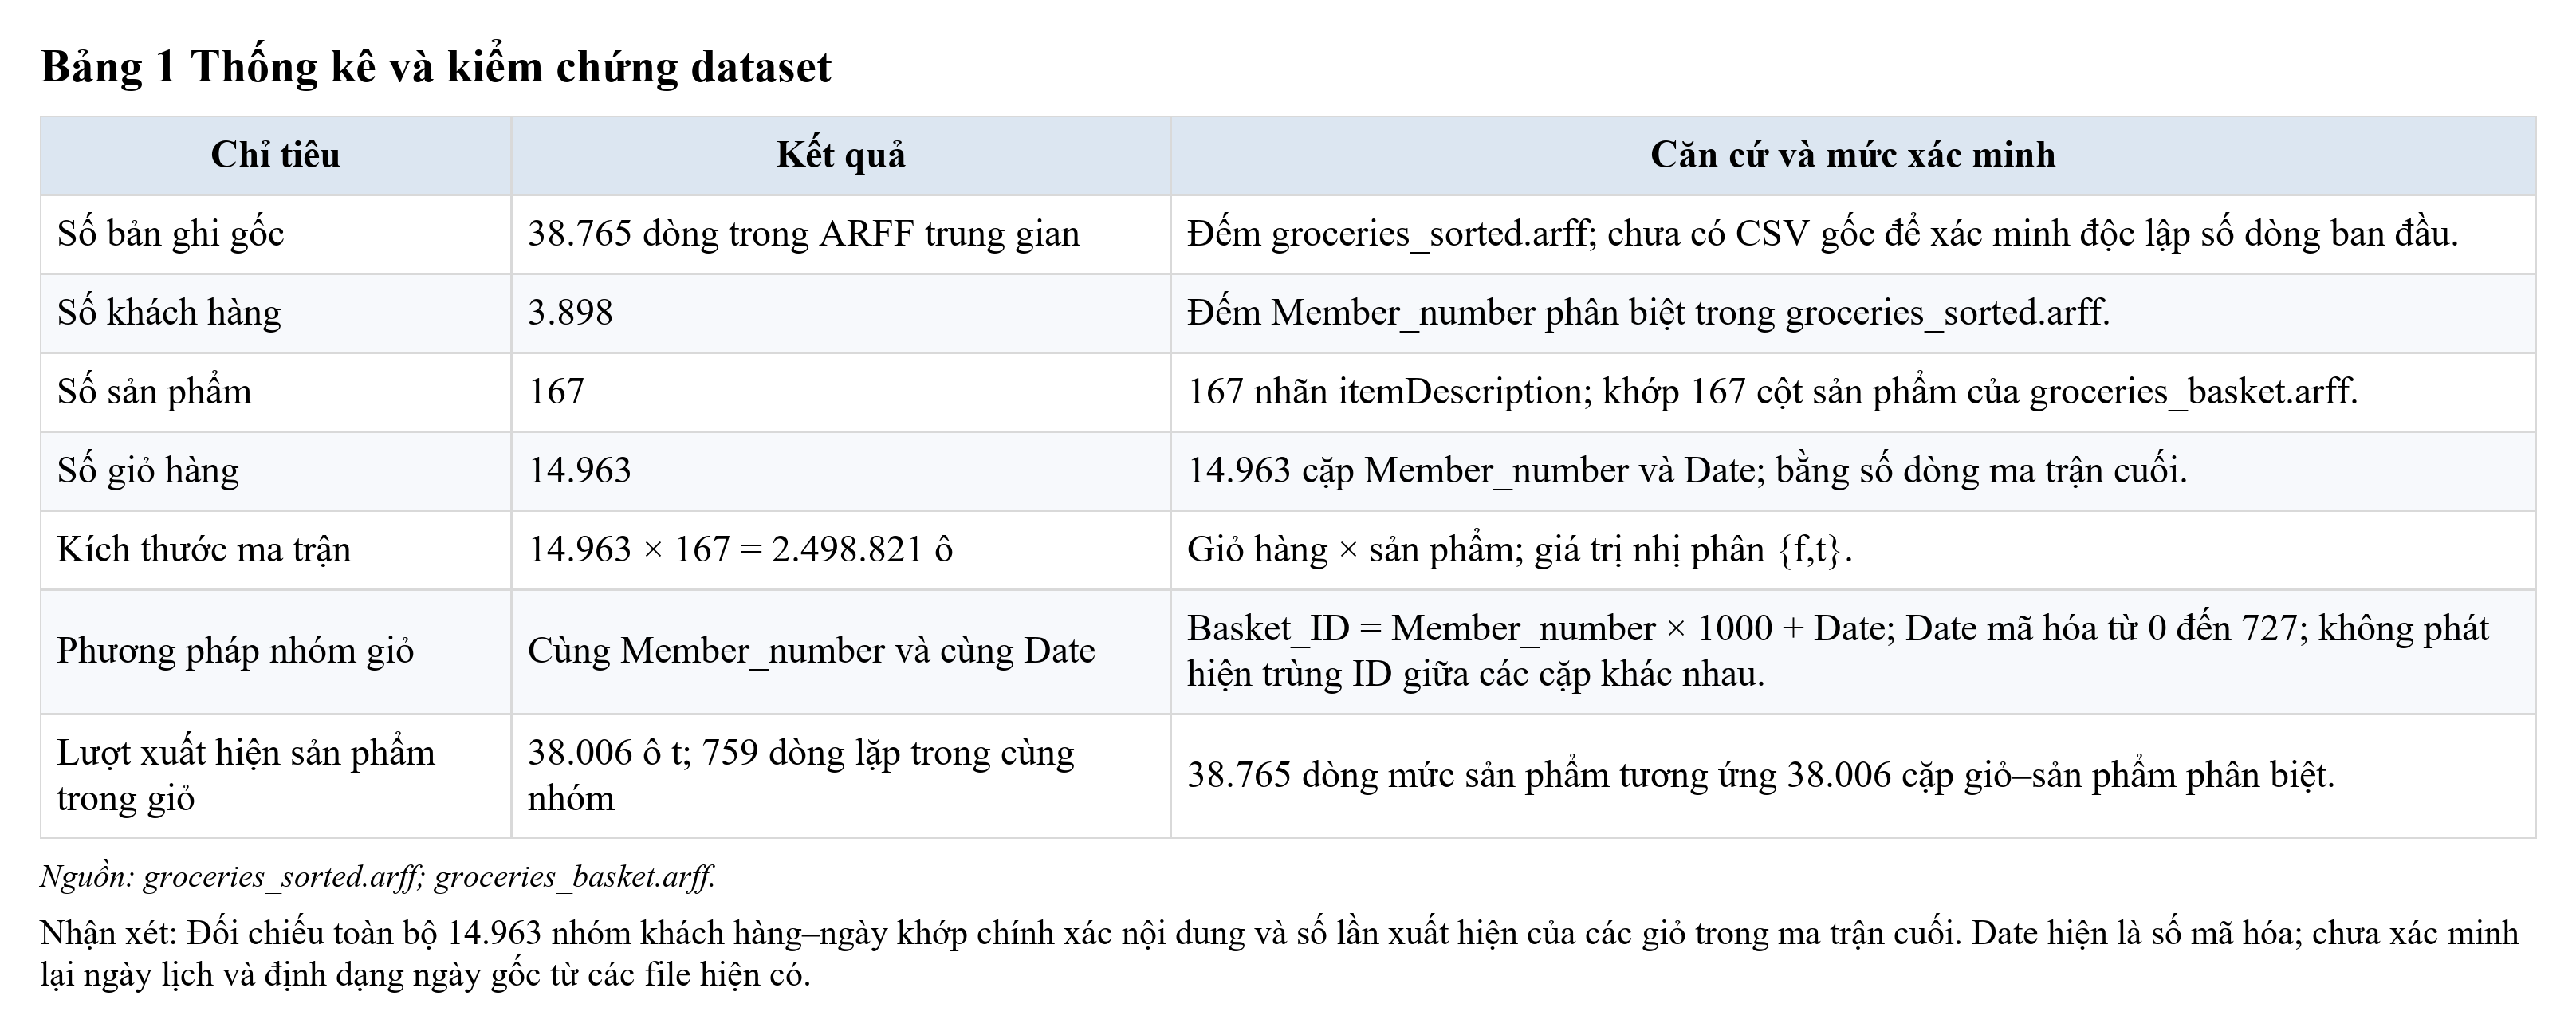 Bảng 1 Thống kê và kiểm chứng dataset
Chỉ tiêu
Kết quả
Căn cứ và mức xác minh
Số bản ghi gốc
38.765 dòng trong ARFF trung gian
Đếm groceries_sorted.arff; chưa có CSV gốc để xác minh độc lập số dòng ban đầu.
Số khách hàng
3.898
Đếm Member_number phân biệt trong groceries_sorted.arff.
Số sản phẩm
167
167 nhãn itemDescription; khớp 167 cột sản phẩm của groceries_basket.arff.
Số giỏ hàng
14.963
14.963 cặp Member_number và Date; bằng số dòng ma trận cuối.
Kích thước ma trận
14.963 × 167 = 2.498.821 ô
Giỏ hàng × sản phẩm; giá trị nhị phân {f,t}.
Phương pháp nhóm giỏ
Cùng Member_number và cùng Date
Basket_ID = Member_number × 1000 + Date; Date mã hóa từ 0 đến 727; không phát
hiện trùng ID giữa các cặp khác nhau.
Lượt xuất hiện sản phẩm
trong giỏ
38.006 ô t; 759 dòng lặp trong cùng
nhóm
38.765 dòng mức sản phẩm tương ứng 38.006 cặp giỏ–sản phẩm phân biệt.
Nguồn: groceries_sorted.arff; groceries_basket.arff.
Nhận xét: Đối chiếu toàn bộ 14.963 nhóm khách hàng–ngày khớp chính xác nội dung và số lần xuất hiện của các giỏ trong ma trận cuối. Date hiện là số mã hóa; chưa xác minh
lại ngày lịch và định dạng ngày gốc từ các file hiện có.